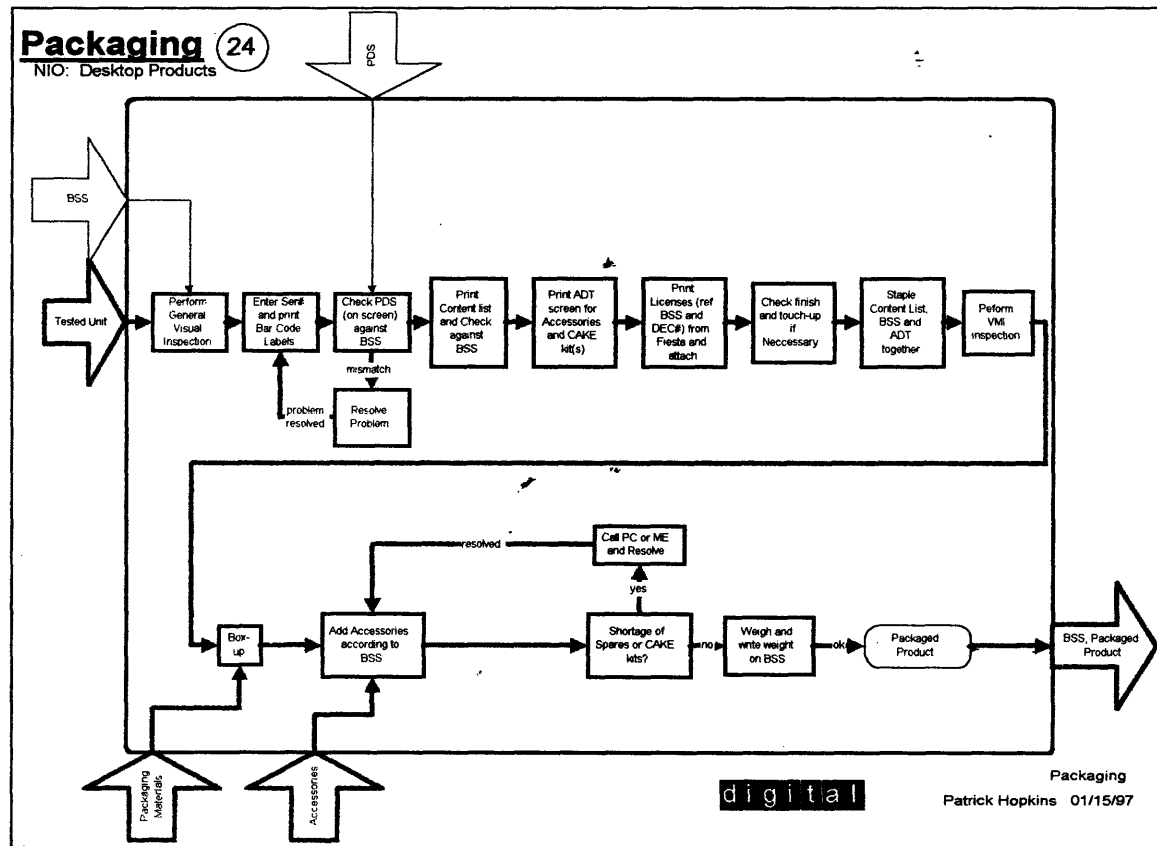 Packaging 24
NIO: Desktop Products
PDS
BSS
Tested Unit
Perform
General
Visual
Inspection
Enter Ser#
and print
Bar Code
Labels
Check PDS
(on screen)
against
BSS
Print
Content list
and Check
against
BSS
Print ADT
screen for
Accessories
and CAKE
kit(s)
Print
Licenses (ref
BSS and
DEC#) from
Fiesta and
attach
Check finish
and touch-up
if
Neccessary
Staple
Content List,
BSS and
ADT
together
Peform
VMI
inspection
mismatch
problem
resolved
Resolve
Problem
resolved
Call PC or ME
and Resolve
yes
Box-
up
Add Accessories
according to
BSS
Shortage of
Spares or CAKE
kits?
no
Weigh and
write weight
on BSS
ok
Packaged
Product
BSS, Packaged
Product
Packaging
Materials
Accessories
digital
Packaging
Patrick Hopkins 01/15/97